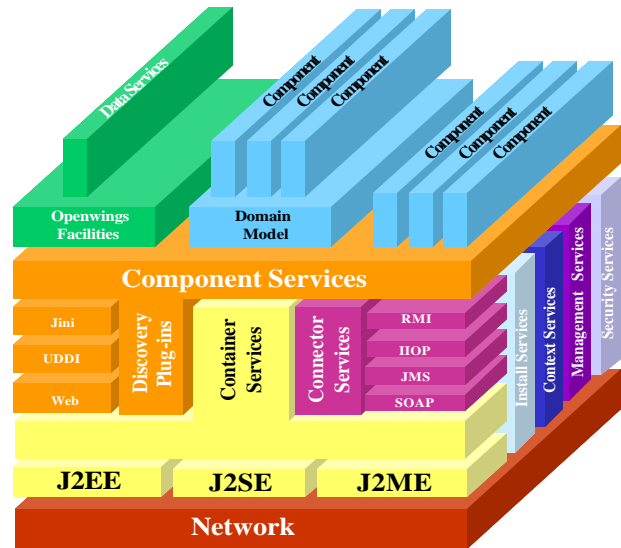 Data Services
Component
Component
Component
Component
Component
Component
Openwings
Facilities
Domain
Model
Component Services
Jini
UDDI
Web
Discovery
Plug-ins
Container
Services
Connector
Services
RMI
IIOP
JMS
SOAP
Install Services
Context Services
Management Services
Security Services
J2EE
J2SE
J2ME
Network